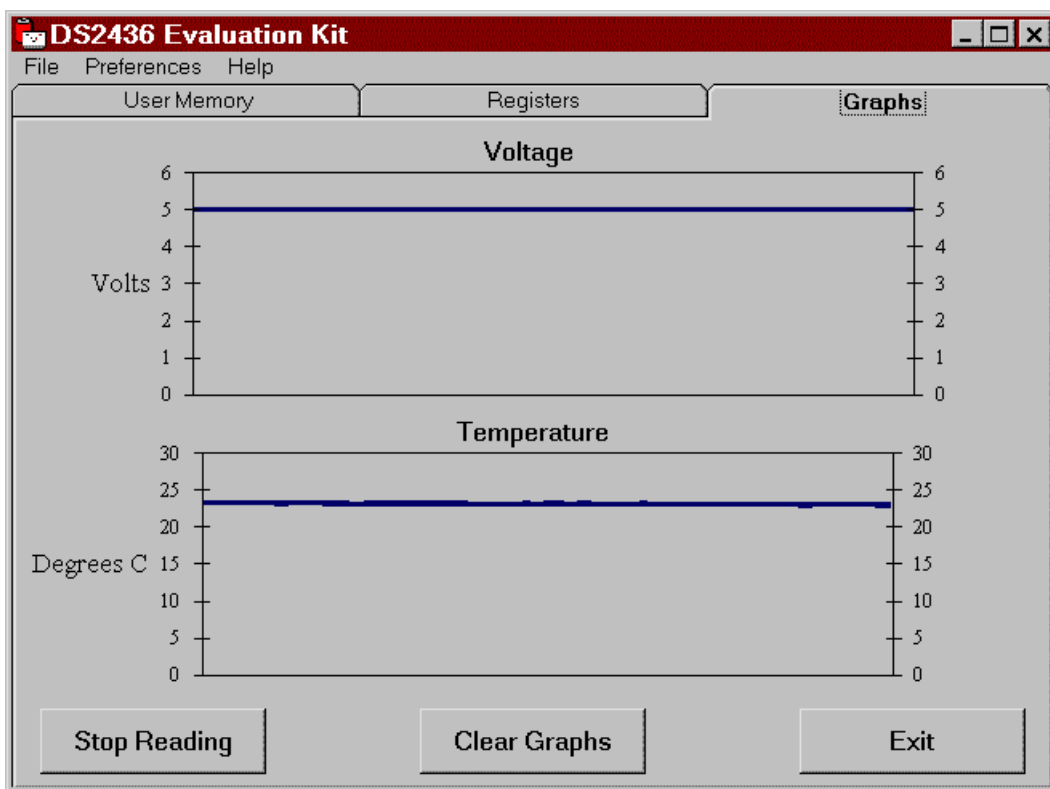 DS2436 Evaluation Kit
File Preferences Help
User Memory Registers Graphs
Voltage
6 6
5 5
4 4
Volts 3 3
2 2
1 1
0 0
Temperature
30 30
25 25
20 20
Degrees C 15 15
10 10
5 5
0 0
Stop Reading Clear Graphs Exit